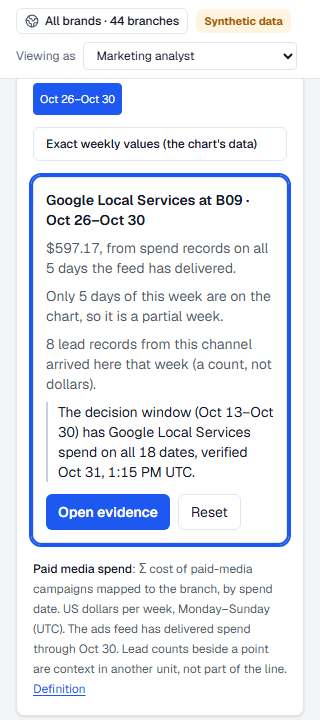 All brands · 44 branches
Synthetic data
Viewing as
Marketing analyst
Oct 26–Oct 30
Exact weekly values (the chart's data)
Google Local Services at B09 ·
Oct 26–Oct 30
$597.17, from spend records on all
5 days the feed has delivered.
Only 5 days of this week are on the
chart, so it is a partial week.
8 lead records from this channel
arrived here that week (a count, not
dollars).
The decision window (Oct 13–Oct
30) has Google Local Services
spend on all 18 dates, verified
Oct 31, 1:15 PM UTC.
Open evidence
Reset
Paid media spend: Σ cost of paid-media
campaigns mapped to the branch, by spend
date. US dollars per week, Monday–Sunday
(UTC). The ads feed has delivered spend
through Oct 30. Lead counts beside a point
are context in another unit, not part of the line.
Definition